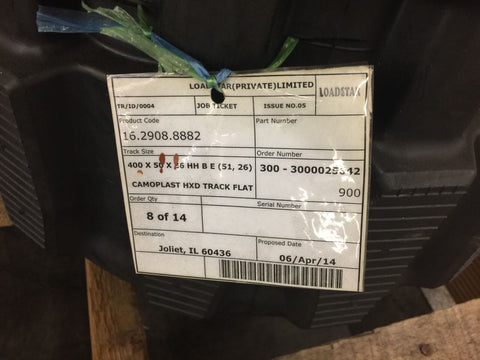 LOADSTAR(PRIVATE)LIMITED
LOADSTAR
TR/ID/0004 JOB TICKET ISSUE NO.05
Product Code Part Number
16.2908.8882
Track Size Order Number
400 X 50 X 86 HH B E (51, 26) 300 - 3000025542
CAMOPLAST HXD TRACK FLAT 900
Order Qty Serial Number
8 of 14
Destination Proposed Date
Joliet, IL 60436 06/Apr/14